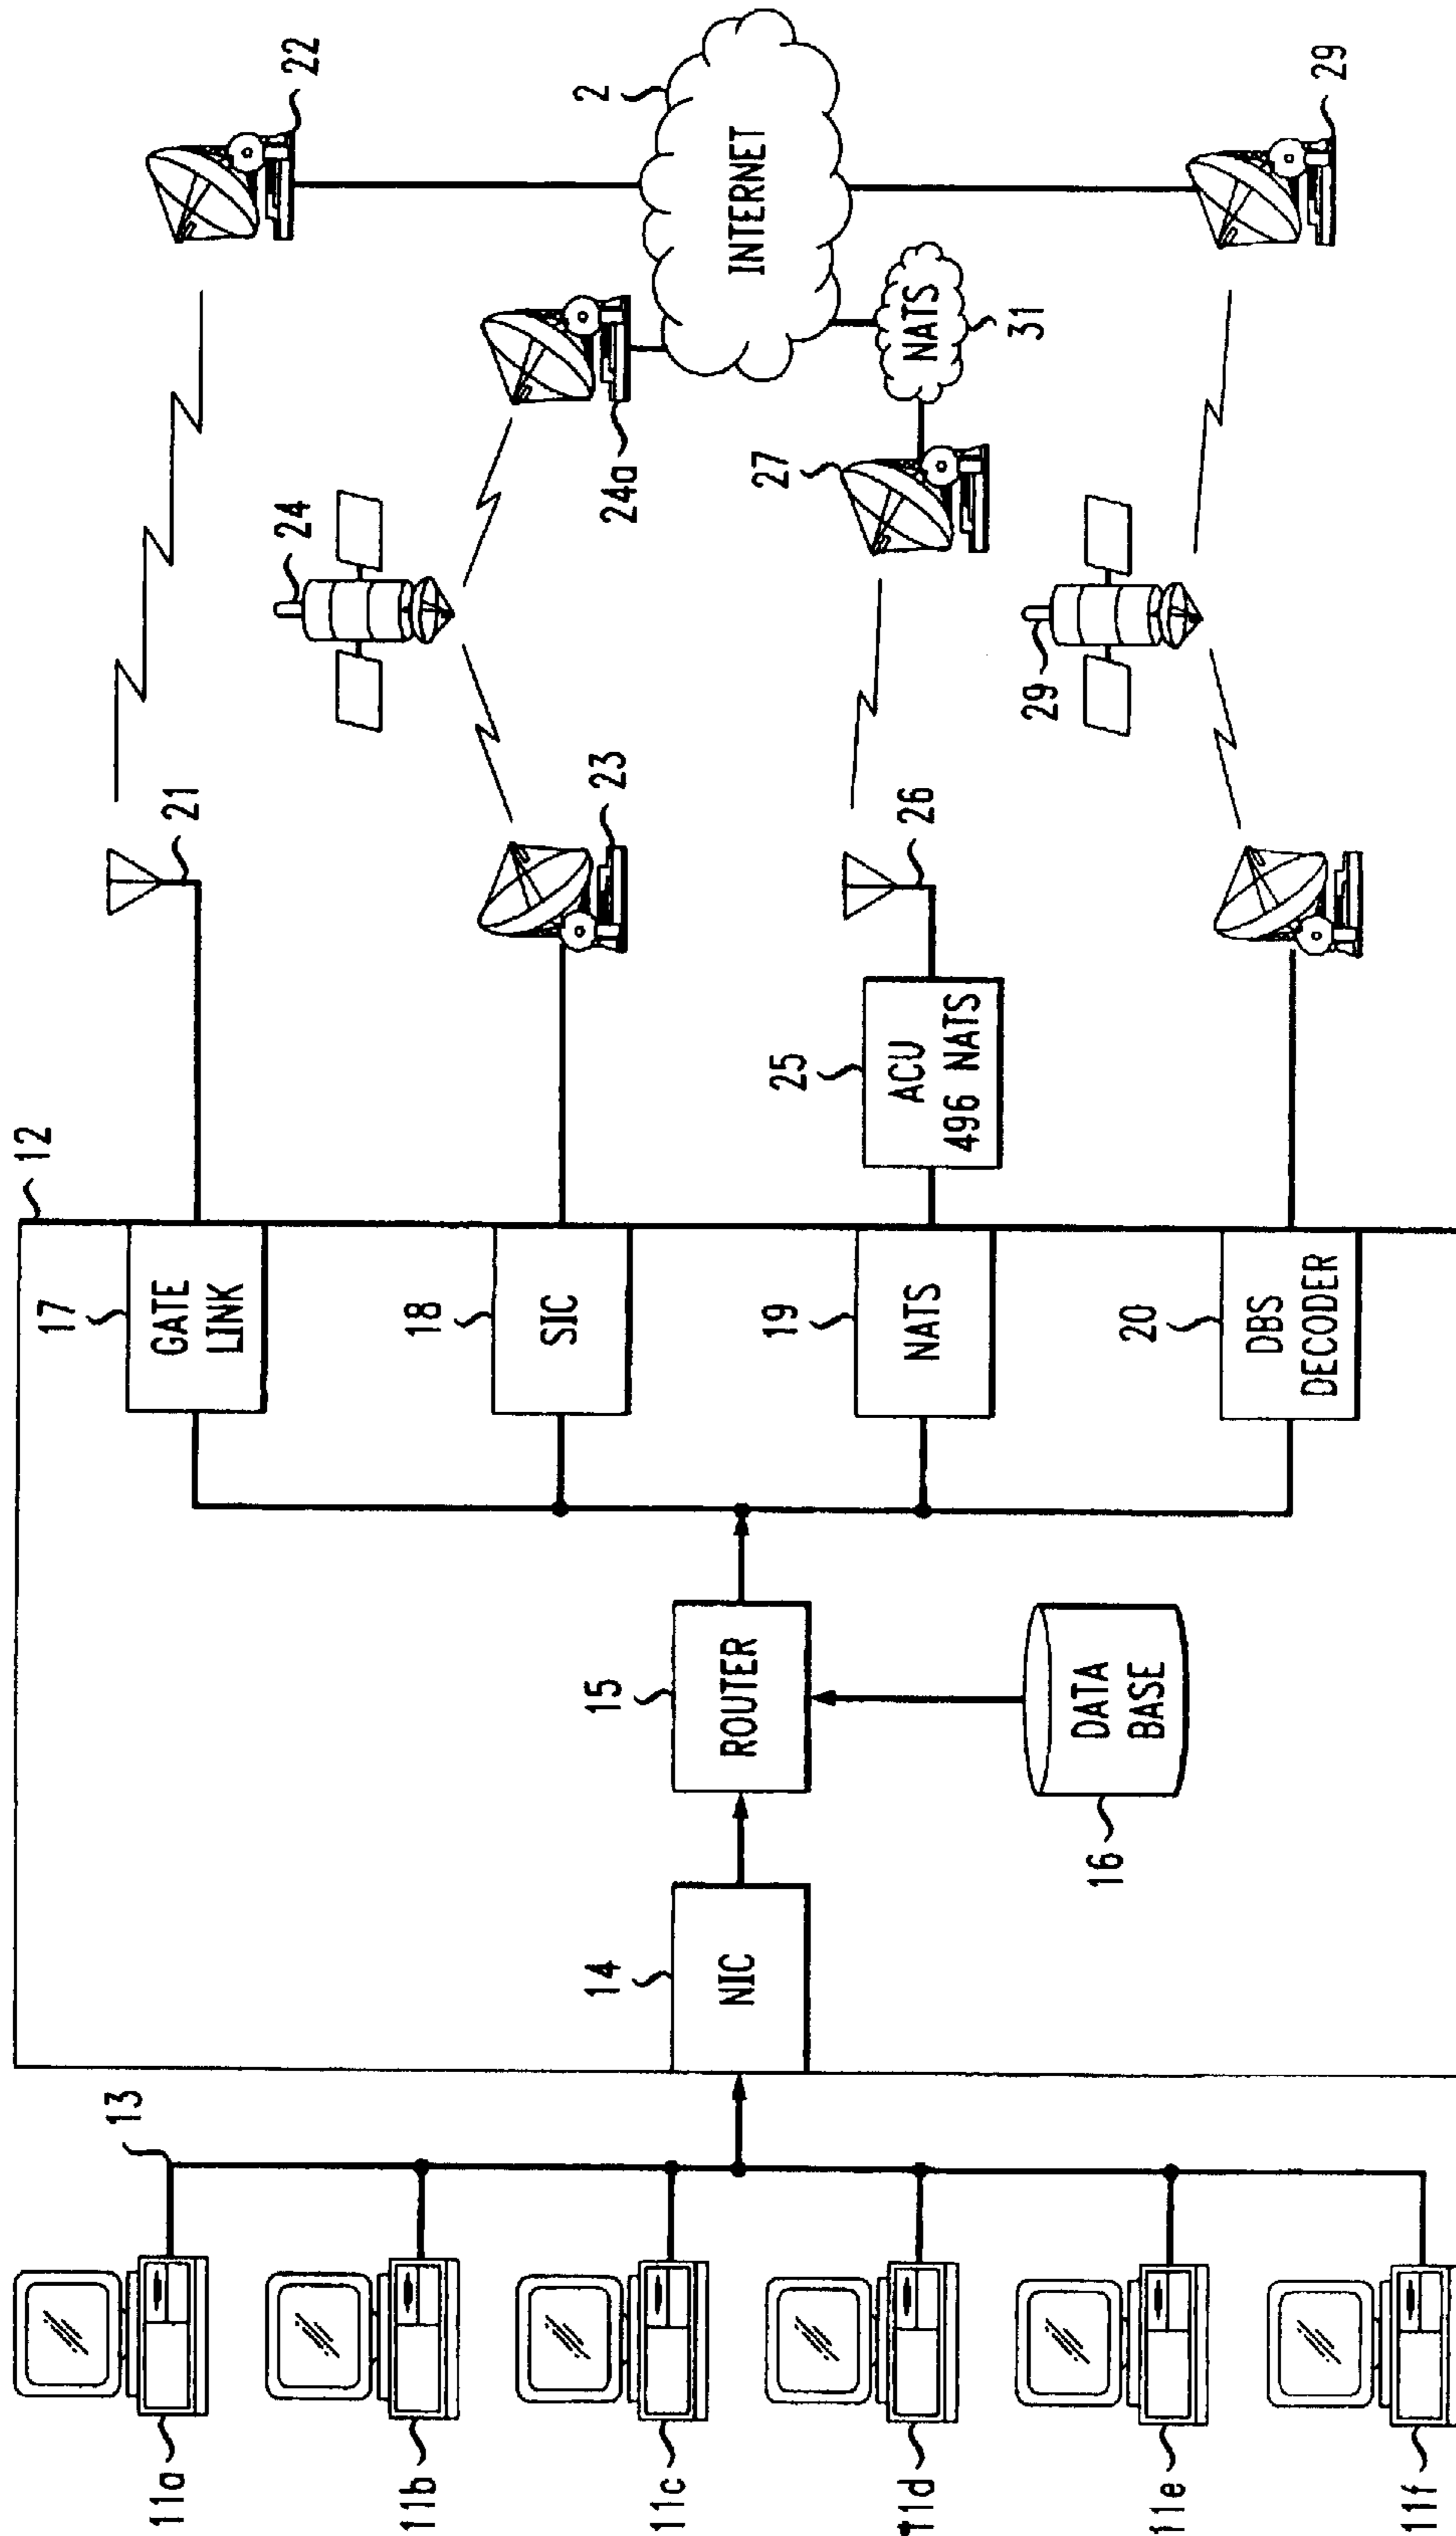 11a
11b
11c
11d
11e
11f
13
12
14
NIC
15
ROUTER
16
DATA
BASE
17
GATE
LINK
18
SIC
19
NATS
20
DBS
DECODER
21
22
23
24
24a
25
ACU
496 NATS
26
27
29
29
2
INTERNET
NATS
31